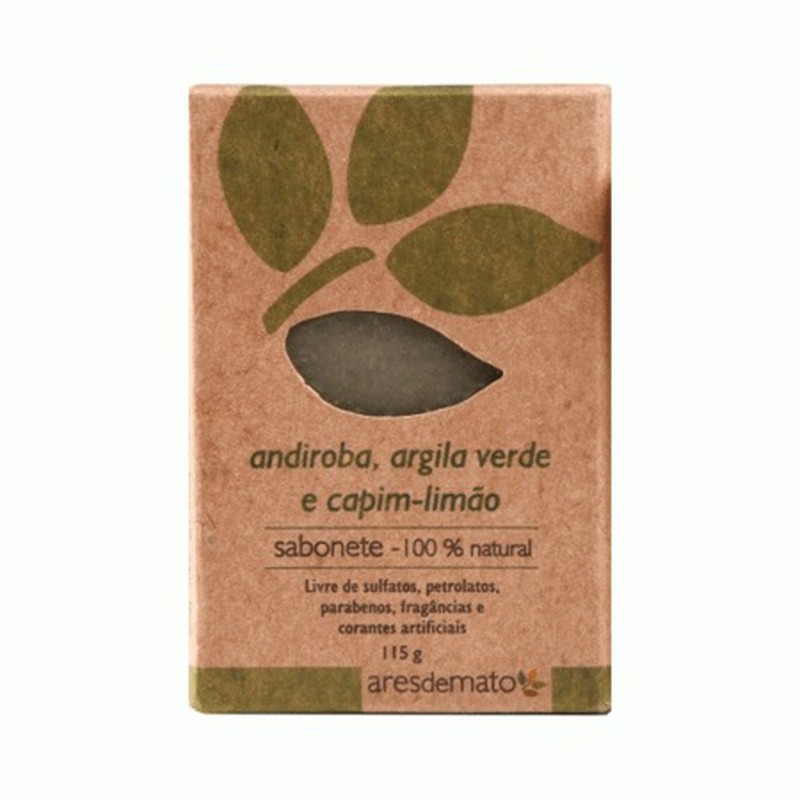 andiroba, argila verde
e capim-limão
sabonete -100 % natural
Livre de sulfatos, petrolatos,
parabenos, fragâncias e
corantes artificiais
115 g
aresdemato